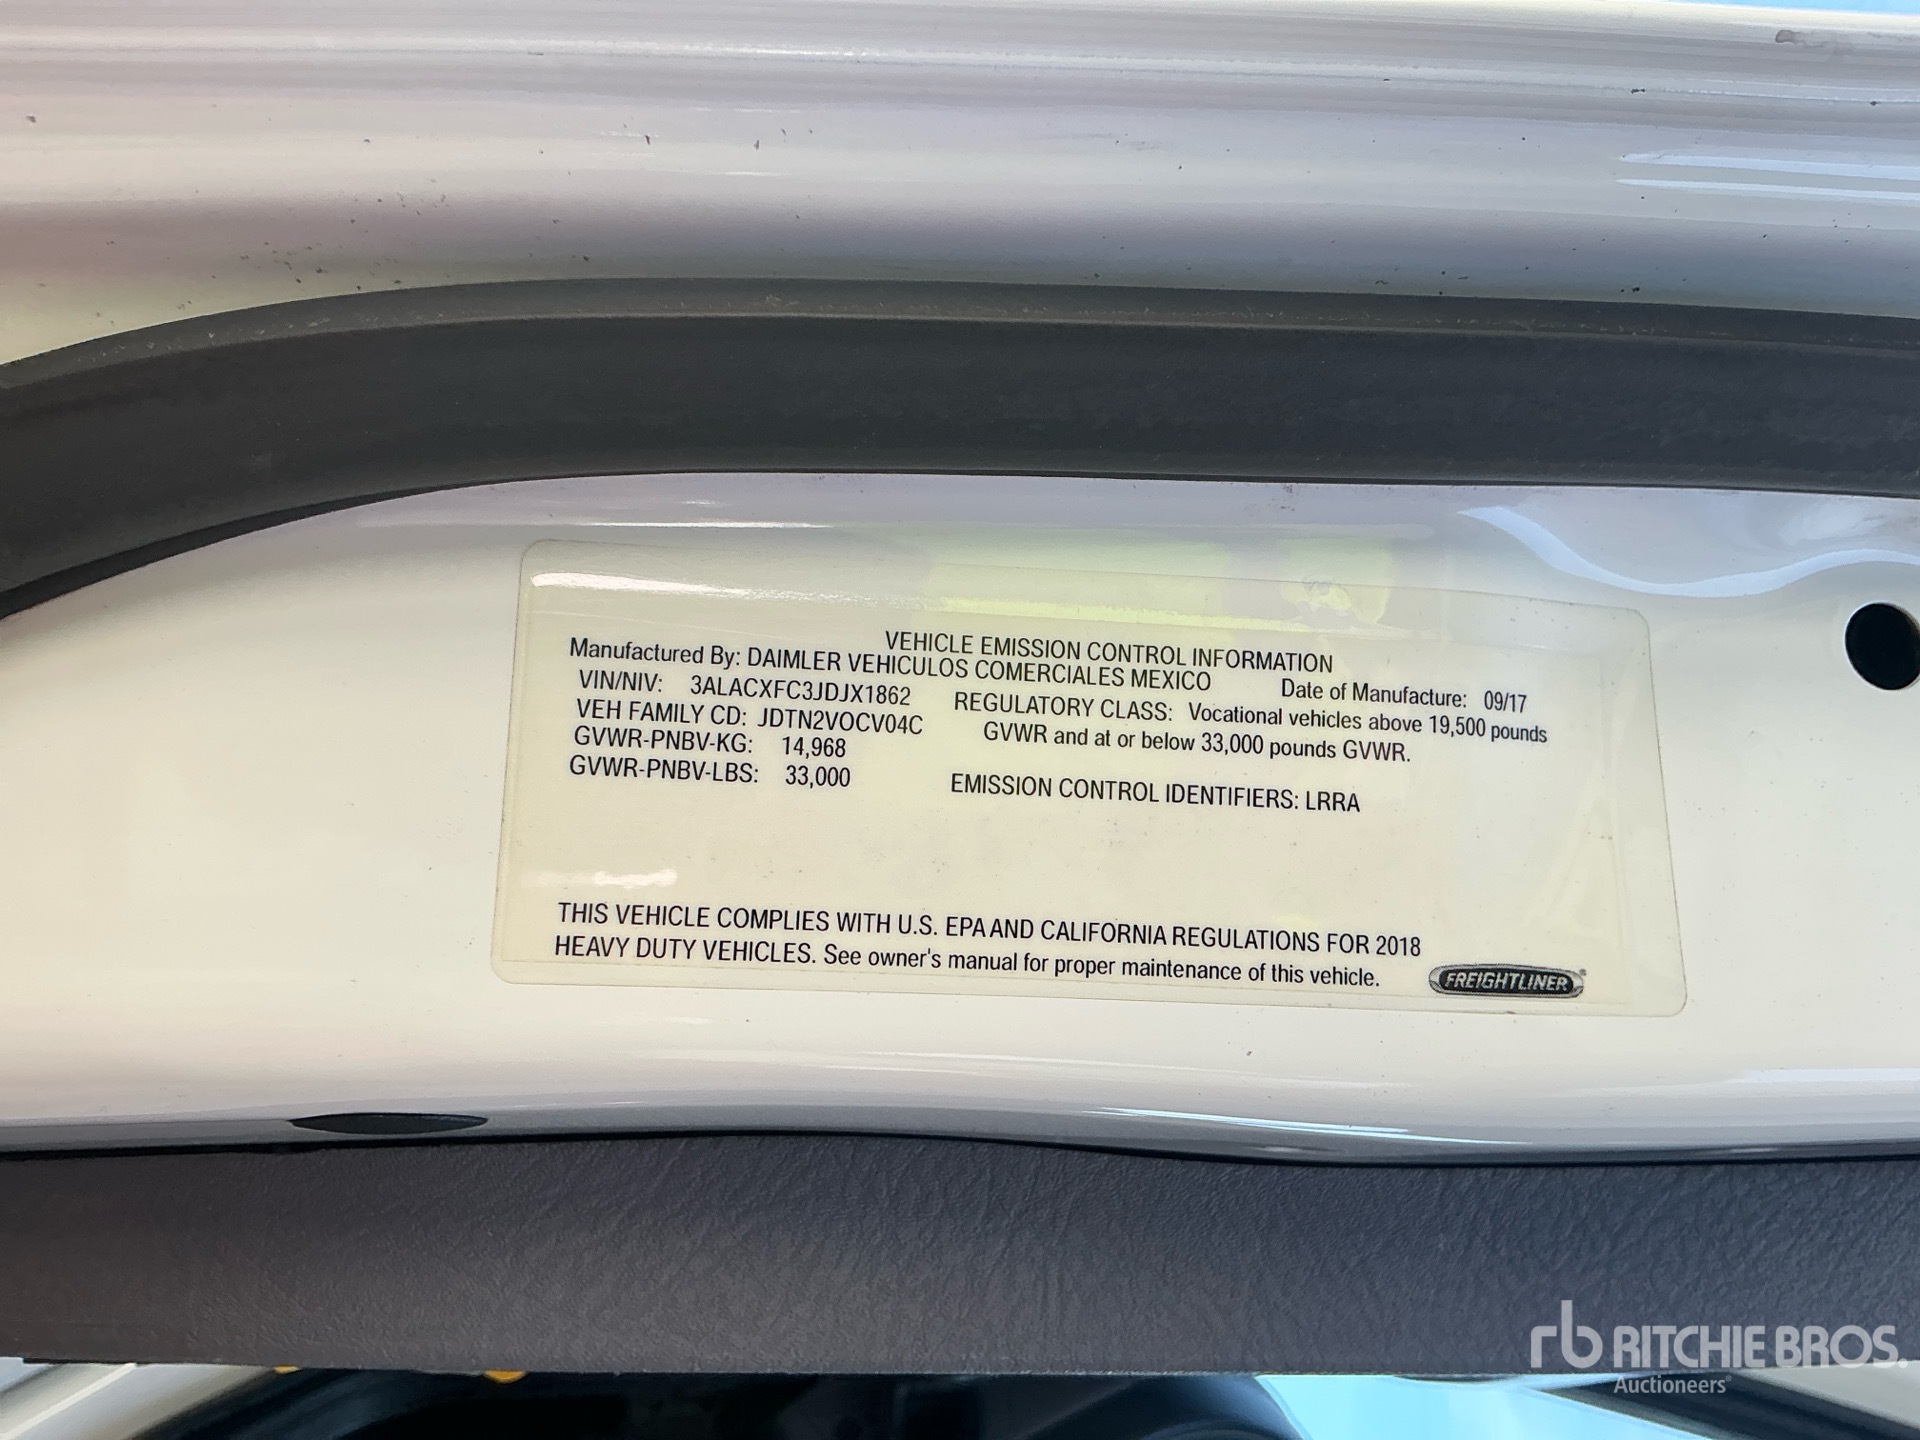 VEHICLE EMISSION CONTROL INFORMATION
Manufactured By: DAIMLER VEHICULOS COMERCIALES MEXICO
Date of Manufacture: 09/17
VIN/NIV: 3ALACXFC3JDJX1862
REGULATORY CLASS: Vocational vehicles above 19,500 pounds
VEH FAMILY CD: JDTN2VOCV04C
GVWR and at or below 33,000 pounds GVWR.
GVWR-PNBV-KG: 14,968
GVWR-PNBV-LBS: 33,000
EMISSION CONTROL IDENTIFIERS: LRRA
THIS VEHICLE COMPLIES WITH U.S. EPA AND CALIFORNIA REGULATIONS FOR 2018
HEAVY DUTY VEHICLES. See owner's manual for proper maintenance of this vehicle.
FREIGHTLINER®
rb RITCHIE BROS.
Auctioneers®